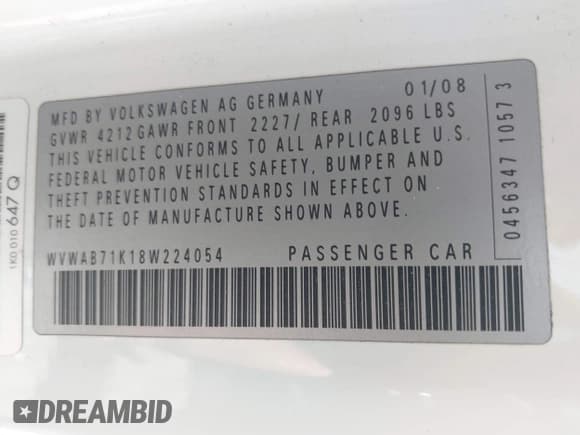 MFD BY VOLKSWAGEN AG GERMANY 01/08
GVWR 4212 GAWR FRONT 2227/ REAR 2096 LBS
THIS VEHICLE CONFORMS TO ALL APPLICABLE U.S.
FEDERAL MOTOR VEHICLE SAFETY, BUMPER AND
THEFT PREVENTION STANDARDS IN EFFECT ON
THE DATE OF MANUFACTURE SHOWN ABOVE.
WVWAB71K18W224054 PASSENGER CAR
0456347 1057 3
1K0 010 647 Q
DREAMBID